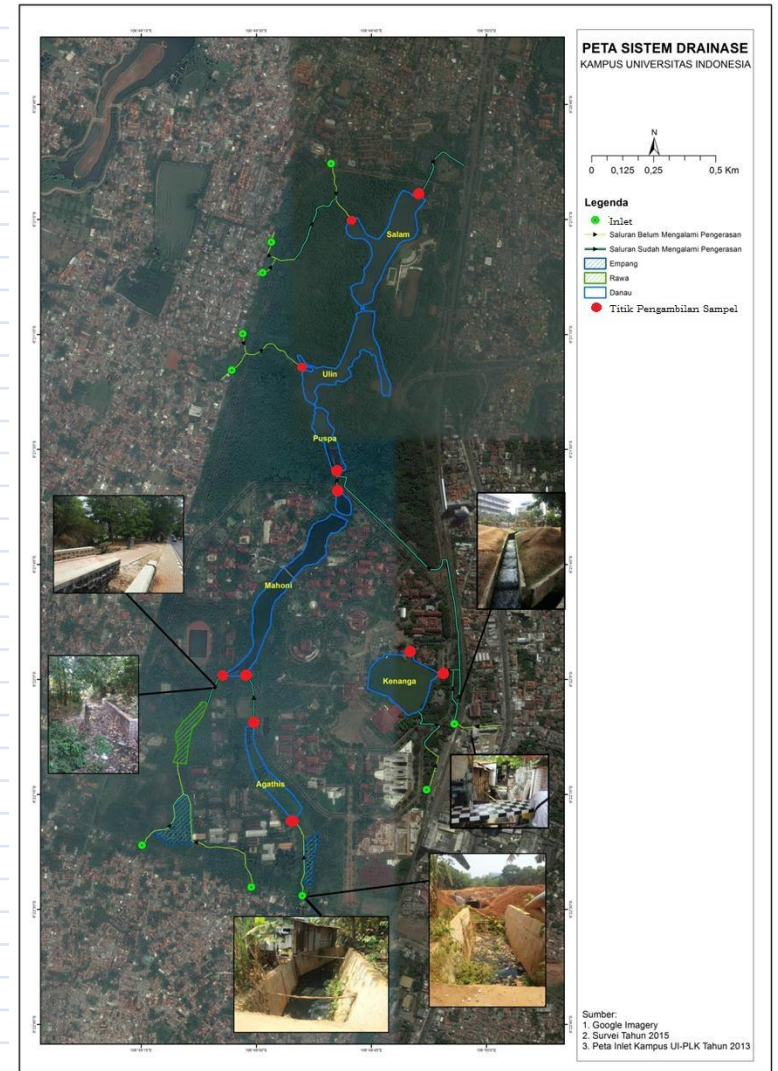 PETA SISTEM DRAINASE
KAMPUS UNIVERSITAS INDONESIA
N
0 0,125 0,25 0,5 Km
Legenda
Inlet
Saluran Belum Mengalami Pengerasan
Saluran Sudah Mengalami Pengerasan
Empang
Rawa
Danau
Titik Pengambilan Sampel
Salam
Ulin
Puspa
Mahoni
Kenanga
Agathis
Sumber:
1. Google Imagery
2. Survei Tahun 2015
3. Peta Inlet Kampus UI-PLK Tahun 2013